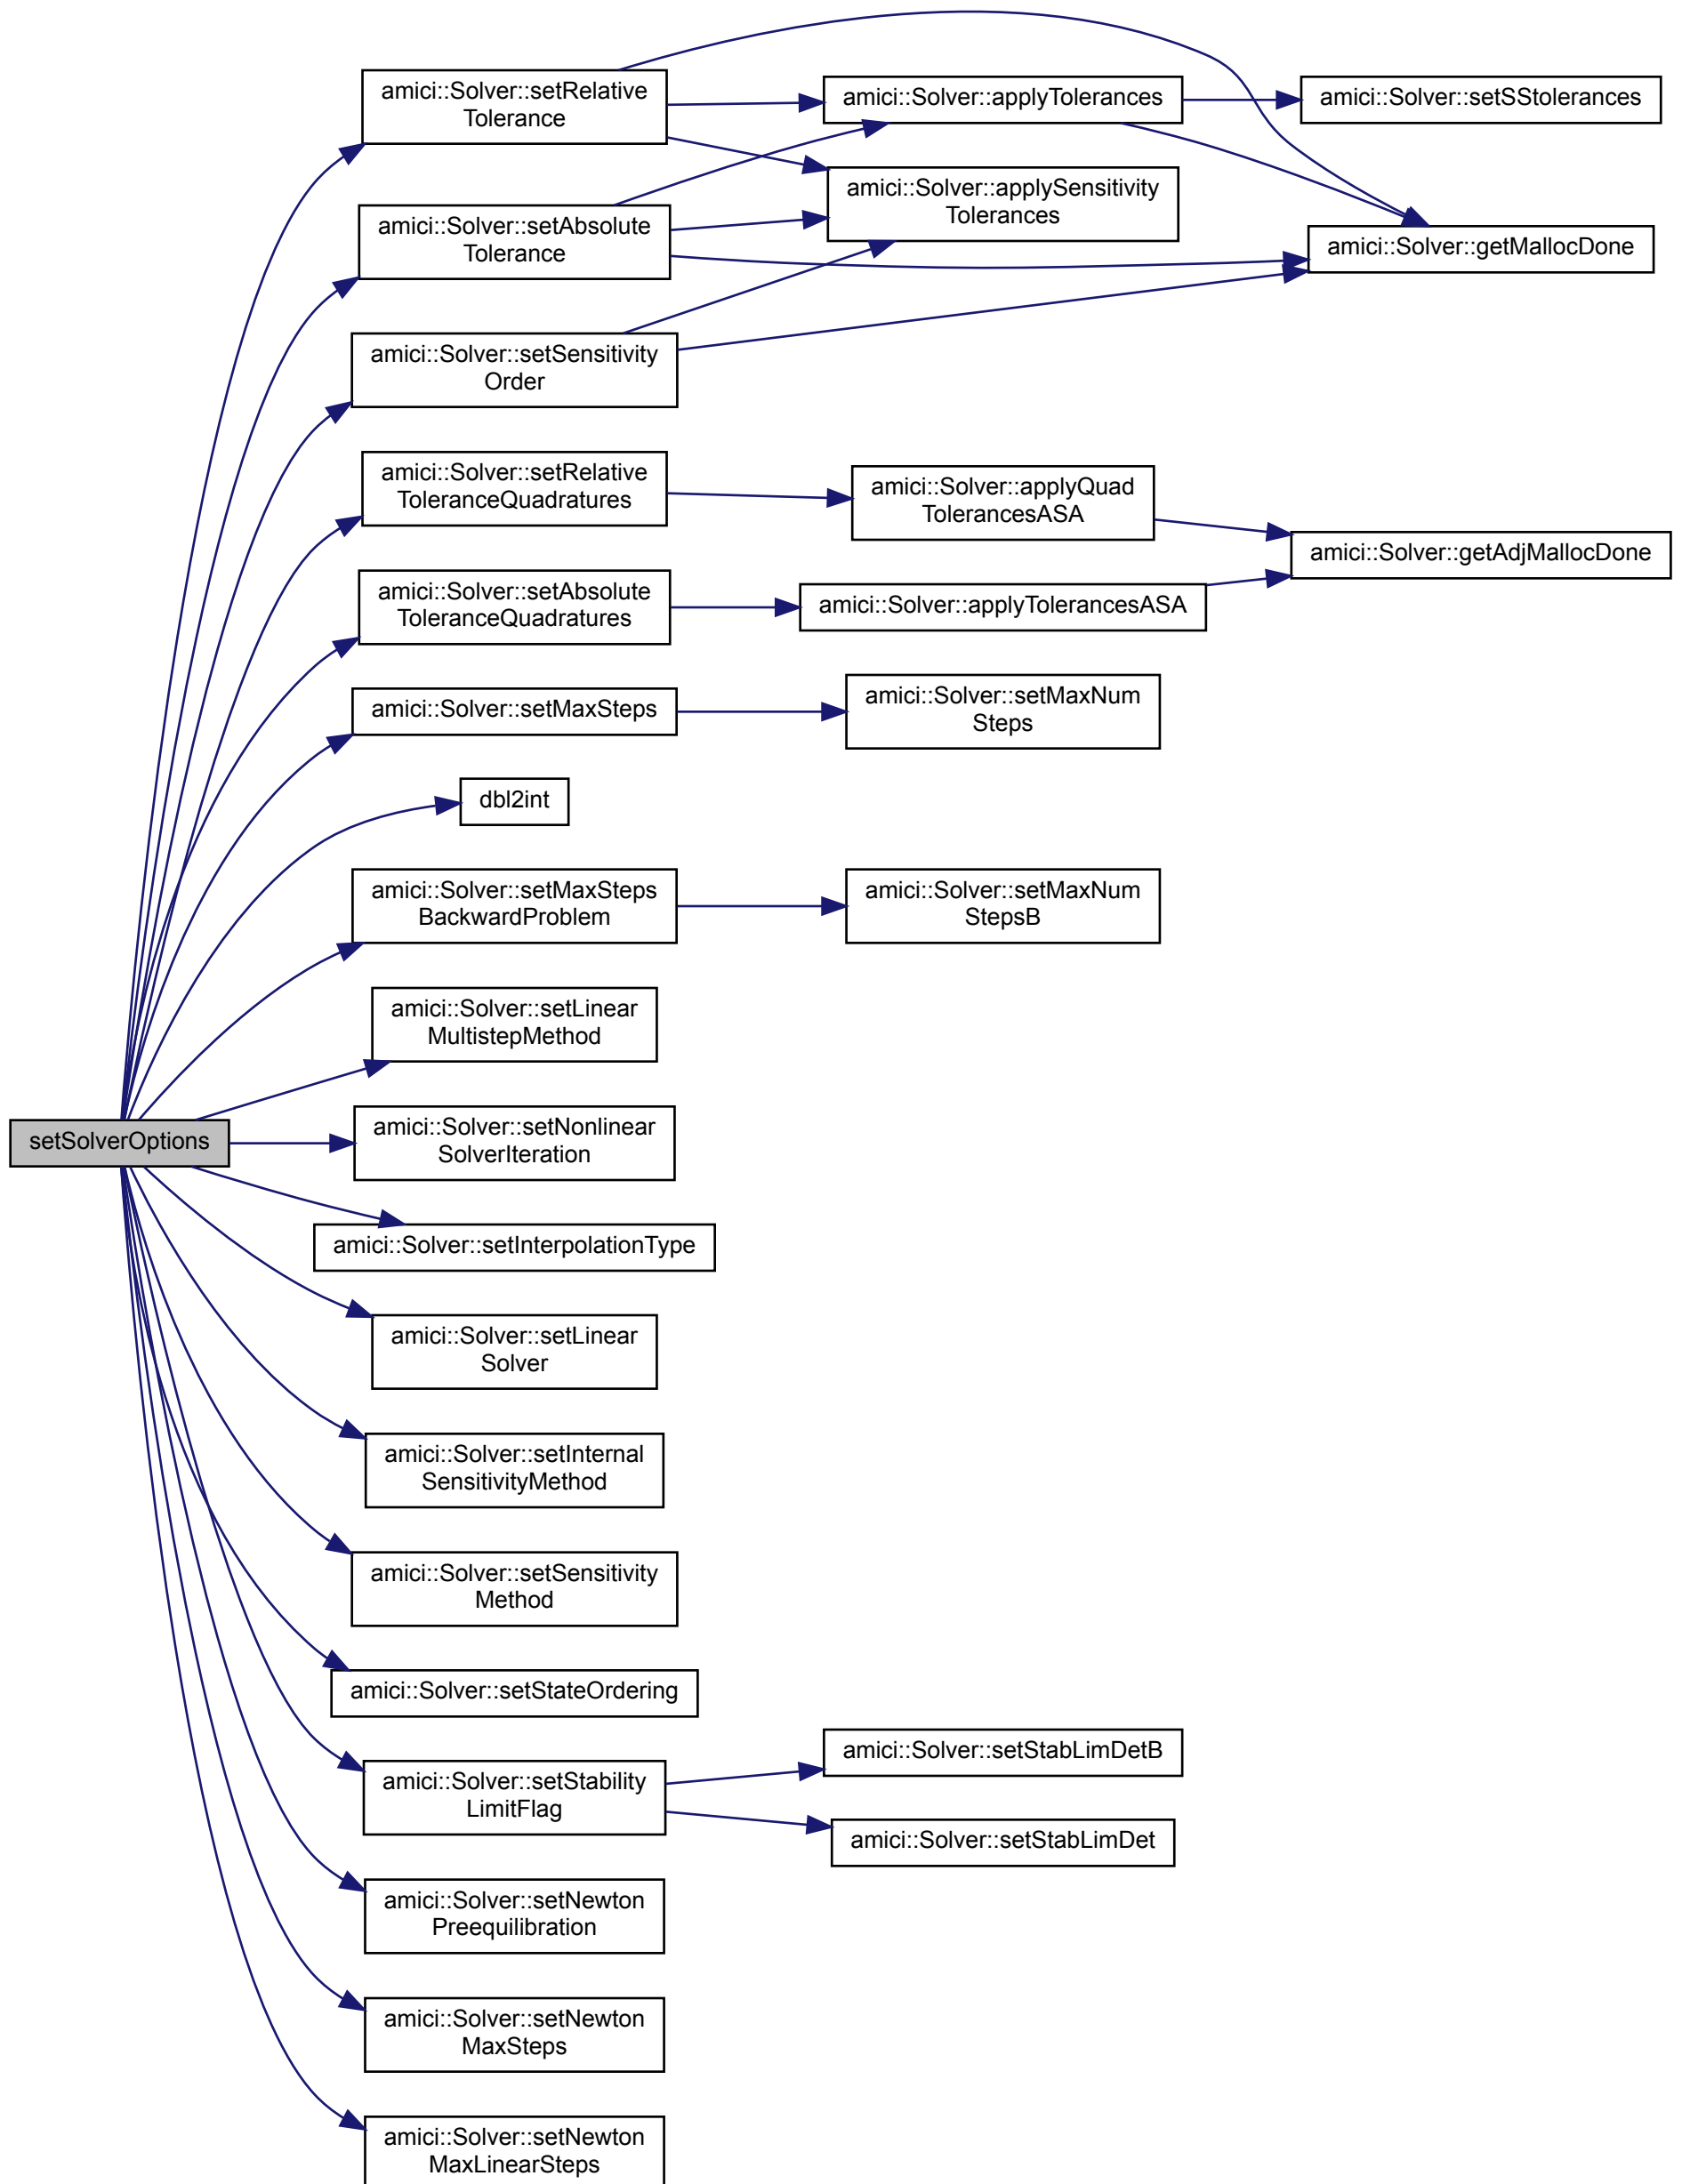 amici::Solver::setRelative
Tolerance
amici::Solver::applyTolerances
amici::Solver::setSStolerances
amici::Solver::applySensitivity
Tolerances
amici::Solver::setAbsolute
Tolerance
amici::Solver::getMallocDone
amici::Solver::setSensitivity
Order
amici::Solver::setRelative
ToleranceQuadratures
amici::Solver::applyQuad
TolerancesASA
amici::Solver::getAdjMallocDone
amici::Solver::setAbsolute
ToleranceQuadratures
amici::Solver::applyTolerancesASA
amici::Solver::setMaxSteps
amici::Solver::setMaxNum
Steps
dbl2int
amici::Solver::setMaxSteps
BackwardProblem
amici::Solver::setMaxNum
StepsB
amici::Solver::setLinear
MultistepMethod
setSolverOptions
amici::Solver::setNonlinear
SolverIteration
amici::Solver::setInterpolationType
amici::Solver::setLinear
Solver
amici::Solver::setInternal
SensitivityMethod
amici::Solver::setSensitivity
Method
amici::Solver::setStateOrdering
amici::Solver::setStability
LimitFlag
amici::Solver::setStabLimDetB
amici::Solver::setStabLimDet
amici::Solver::setNewton
Preequilibration
amici::Solver::setNewton
MaxSteps
amici::Solver::setNewton
MaxLinearSteps